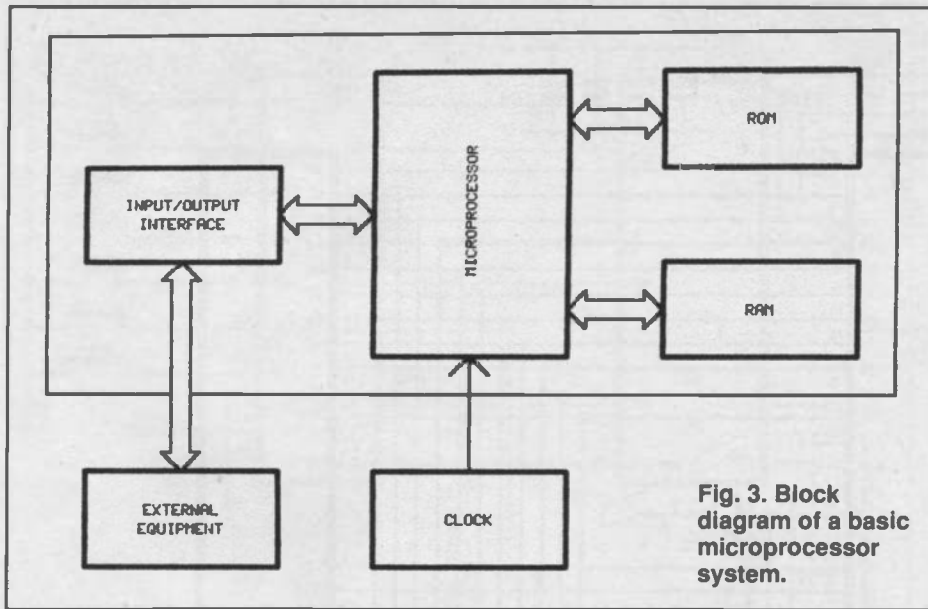 ROM
MICROPROCESSOR
INPUT/OUTPUT
INTERFACE
RAM
EXTERNAL
EQUIPMENT
CLOCK
Fig. 3. Block
diagram of a basic
microprocessor
system.